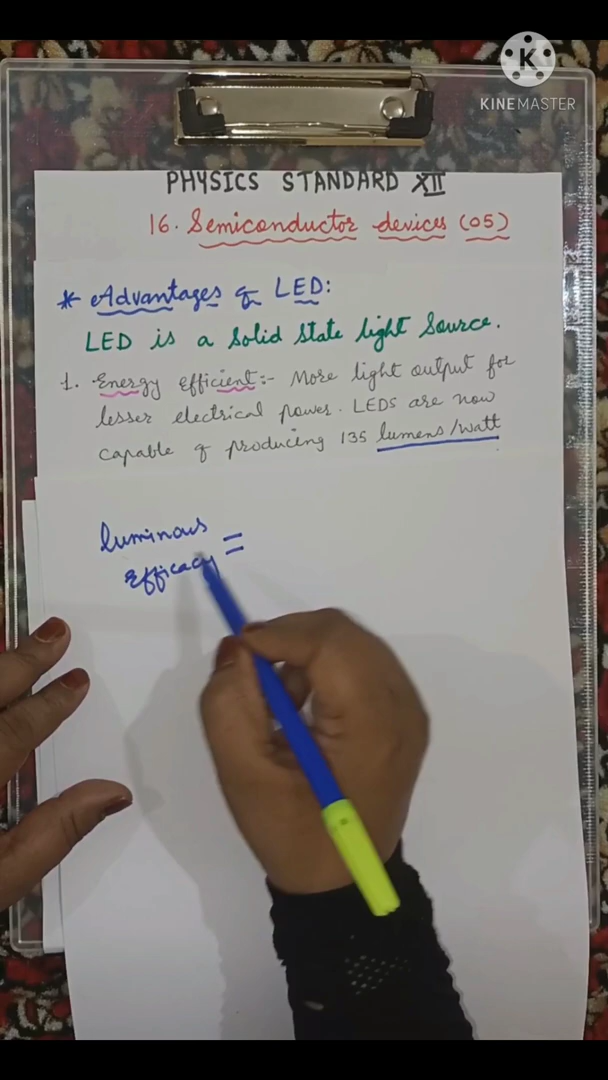 KINEMASTER
PHYSICS STANDARD XII
16. Semiconductor devices (05)
* Advantages of LED:
LED is a Solid State light Source.
1. Energy efficient:- More light output for
lesser electrical power. LEDs are now
capable of producing 135 lumens/watt
luminous
efficacy =